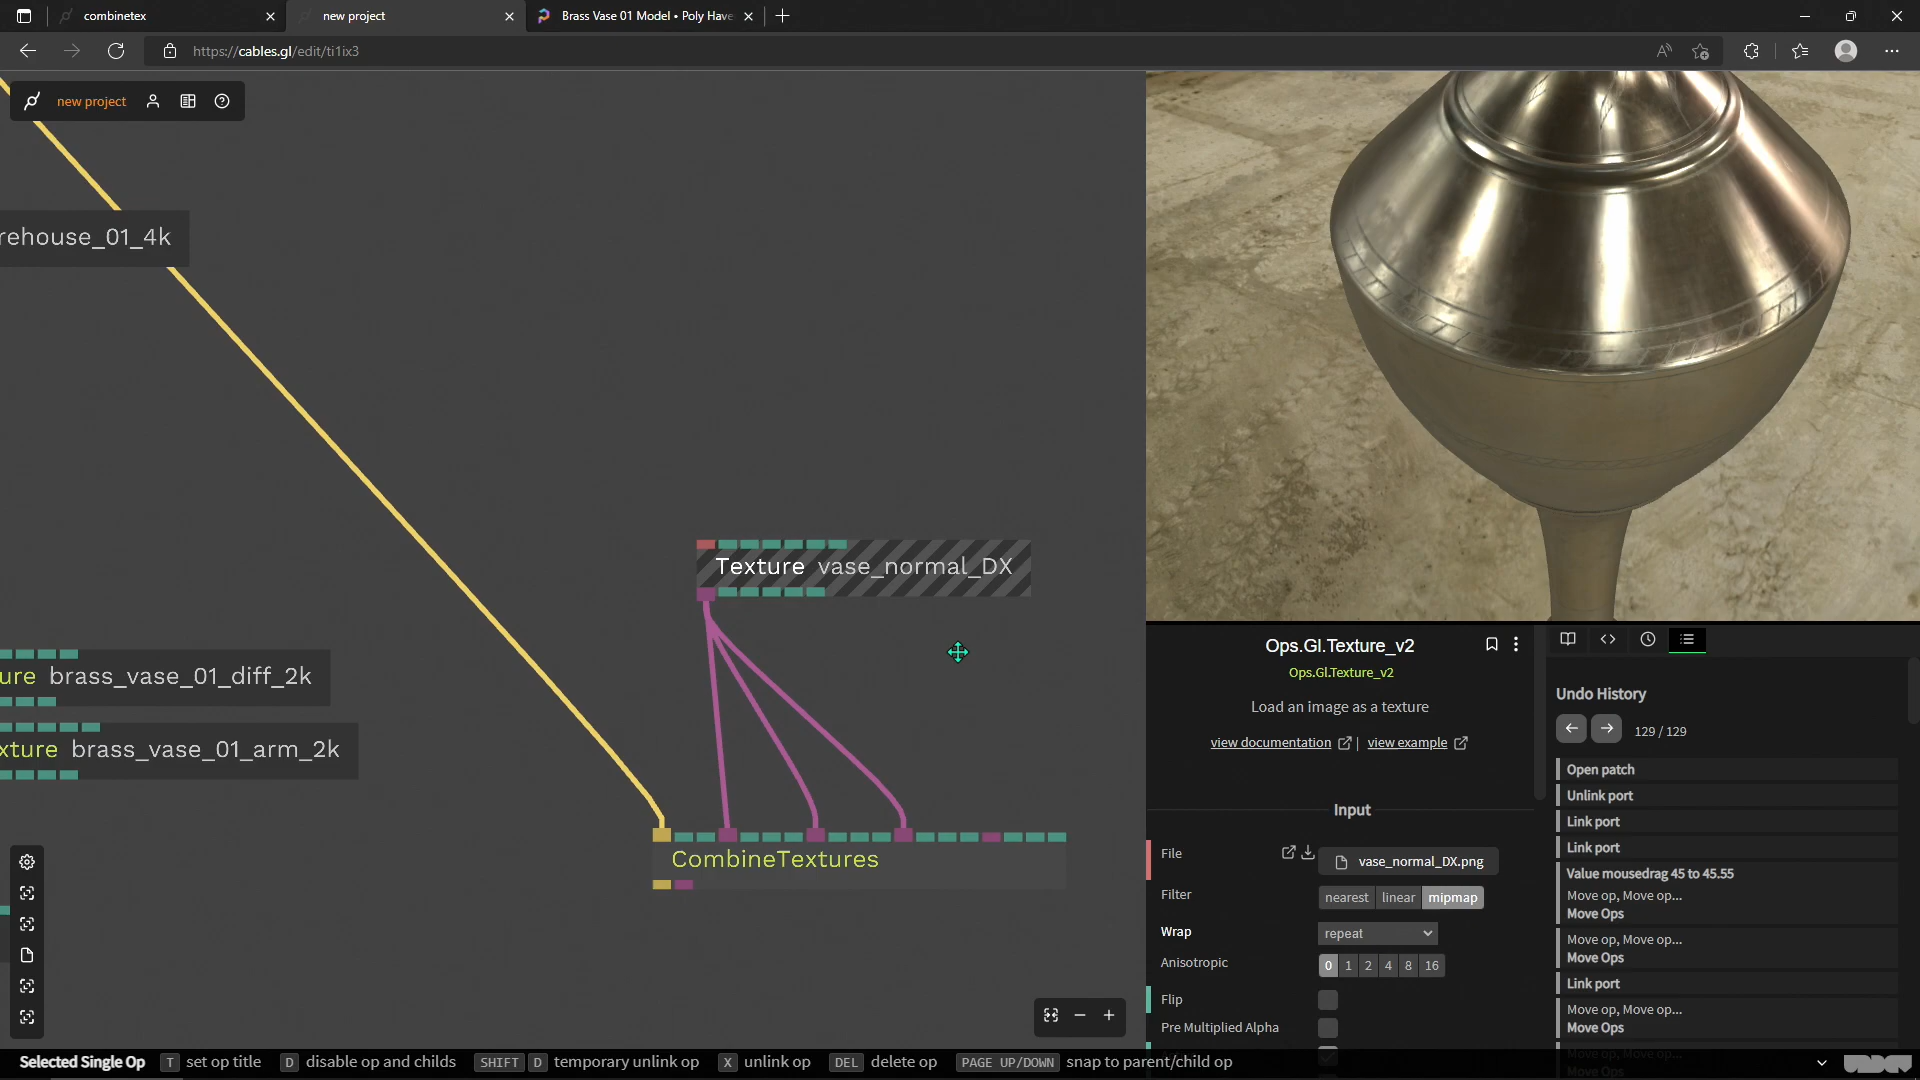 combinetex
new project
Brass Vase 01 Model • Poly Have
https://cables.gl/edit/ti1ix3
new project
rehouse_01_4k
Texture vase_normal_DX
ure brass_vase_01_diff_2k
xture brass_vase_01_arm_2k
CombineTextures
Ops.Gl.Texture_v2
Ops.Gl.Texture_v2
Load an image as a texture
view documentation | view example
Input
File vase_normal_DX.png
Filter nearest linear mipmap
Wrap repeat
Anisotropic 0 1 2 4 8 16
Flip
Pre Multiplied Alpha
Undo History
129 / 129
Open patch
Unlink port
Link port
Link port
Value mousedrag 45 to 45.55
Move op, Move op...
Move Ops
Move op, Move op...
Move Ops
Link port
Move op, Move op...
Move Ops
Move op, Move op...
Move Ops
Selected Single Op T set op title D disable op and childs SHIFT D temporary unlink op X unlink op DEL delete op PAGE UP/DOWN snap to parent/child op